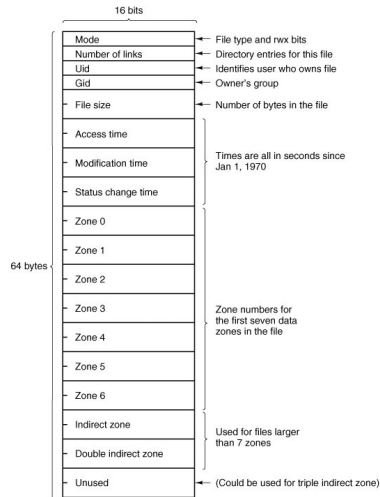 16 bits
Mode
File type and rwx bits
Number of links
Directory entries for this file
Uid
Identifies user who owns file
Gid
Owner's group
File size
Number of bytes in the file
Access time
Modification time
Status change time
Times are all in seconds since
Jan 1, 1970
64 bytes
Zone 0
Zone 1
Zone 2
Zone 3
Zone 4
Zone 5
Zone 6
Zone numbers for
the first seven data
zones in the file
Indirect zone
Double indirect zone
Used for files larger
than 7 zones
Unused
(Could be used for triple indirect zone)